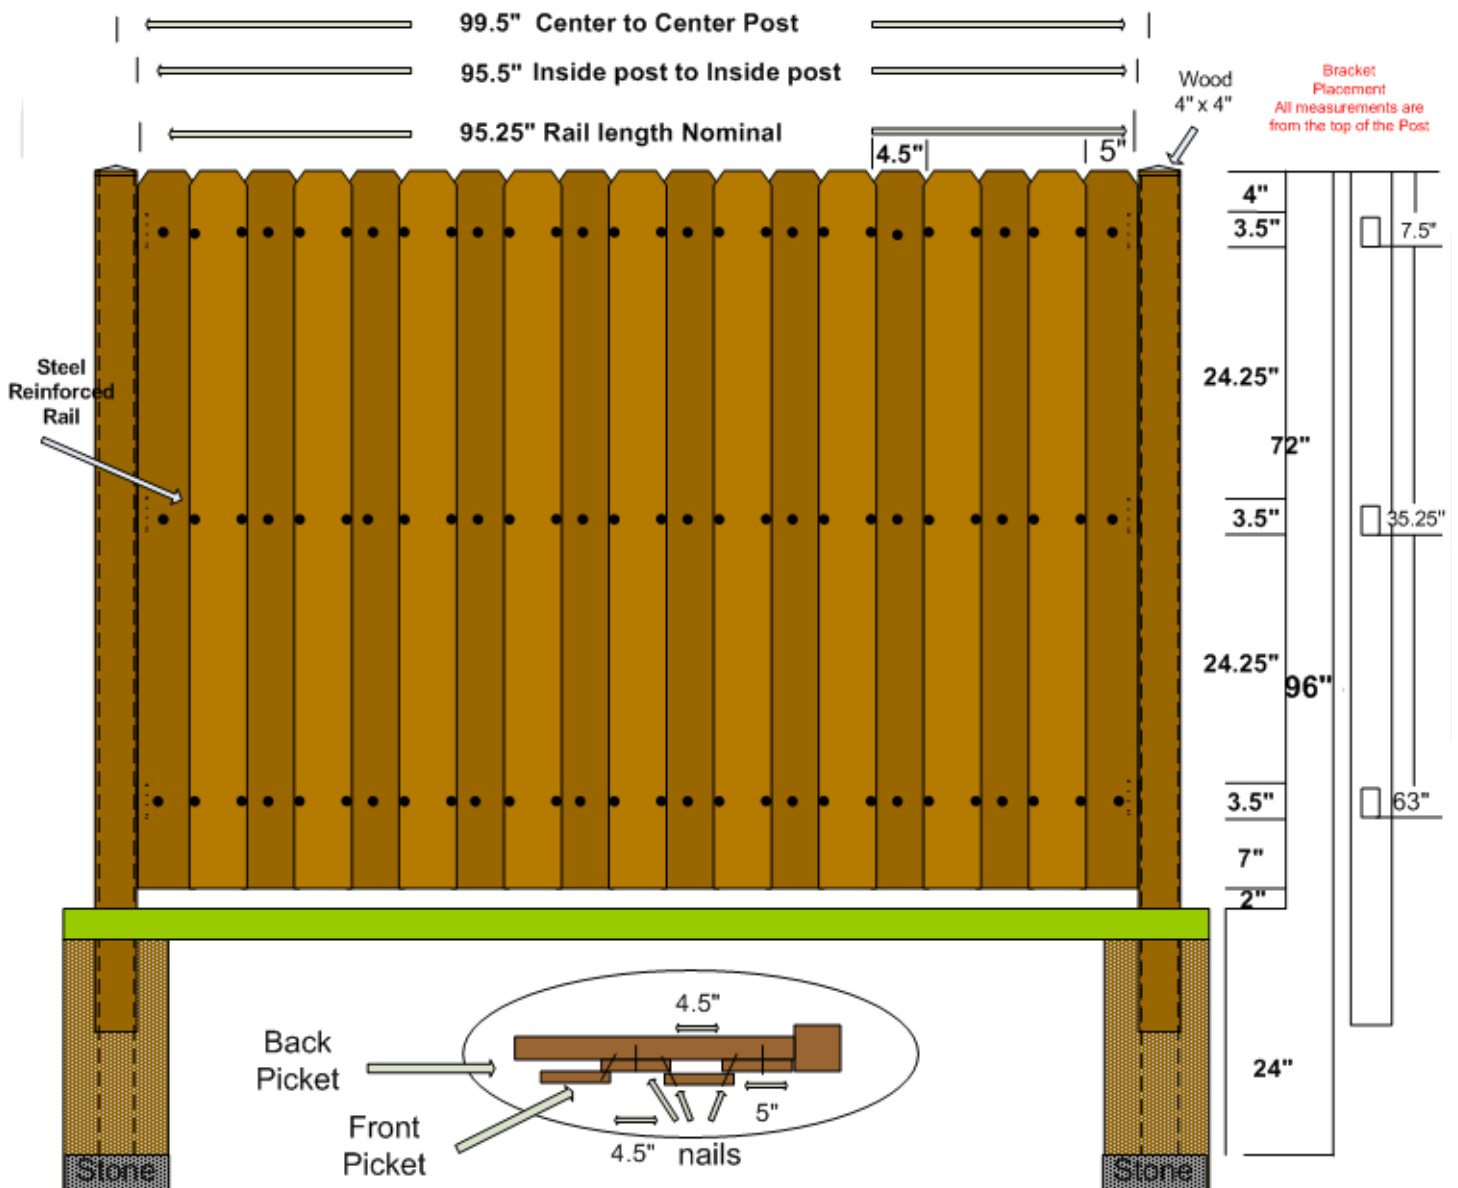 99.5" Center to Center Post
95.5" Inside post to Inside post
95.25" Rail length Nominal
4.5"
5"
Wood
4" x 4"
Bracket
Placement
All measurements are
from the top of the Post
4"
3.5"
7.5"
Steel
Reinforced
Rail
24.25"
72"
3.5"
35.25"
24.25"
96"
3.5"
63"
7"
2"
24"
4.5"
Back
Picket
Front
Picket
5"
4.5"
nails
Stone
Stone